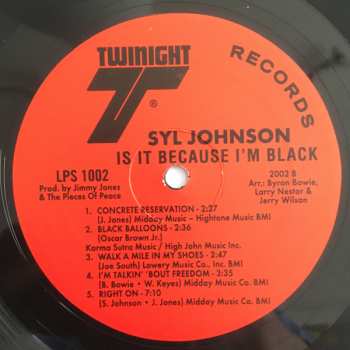 TWINIGHT
RECORDS
T
®
SYL JOHNSON
IS IT BECAUSE I'M BLACK
LPS 1002
Prod. by Jimmy Jones
& The Pieces Of Peace
2002 B
Arr.: Byron Bowie,
Larry Nestor &
Jerry Wilson
1 CONCRETE RESERVATION - 2:27
(J. Jones) Midday Music – Hightone Music BMI
2 BLACK BALLOONS - 2:36
(Oscar Brown Jr.)
Karma Sutra Music / High John Music Inc.
3 WALK A MILE IN MY SHOES - 2:47
(Joe South) Lowery Music Co. Inc. BMI
4 I'M TALKIN' 'BOUT FREEDOM - 2:35
(B. Bowie • W. Keyes) Midday Music Co. BMI
5 RIGHT ON - 7:10
(S. Johnson • J. Jones) Midday Music Co. BMI